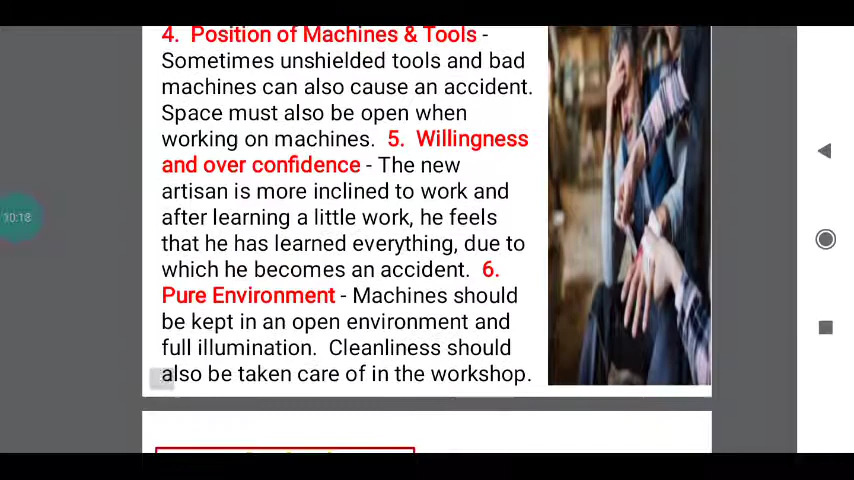 4. Position of Machines & Tools -
Sometimes unshielded tools and bad
machines can also cause an accident.
Space must also be open when
working on machines. 5. Willingness
and over confidence - The new
artisan is more inclined to work and
after learning a little work, he feels
that he has learned everything, due to
which he becomes an accident. 6.
Pure Environment - Machines should
be kept in an open environment and
full illumination. Cleanliness should
also be taken care of in the workshop.